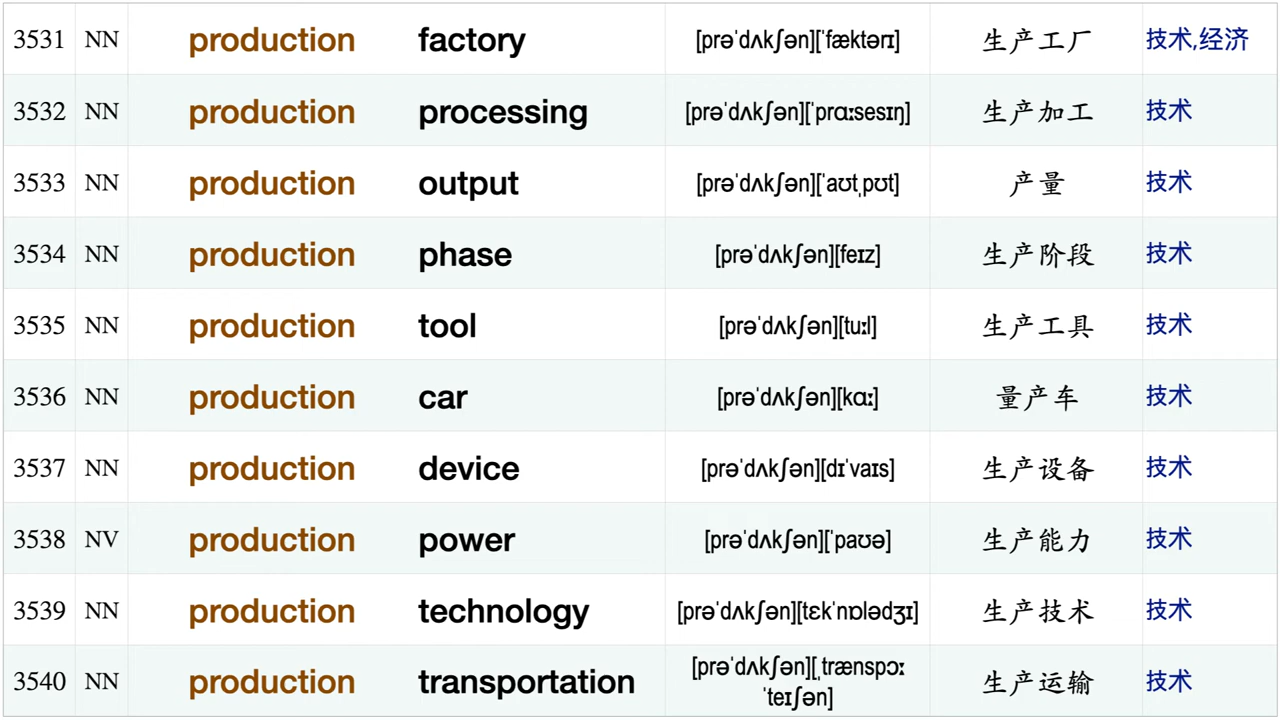 3531 NN production factory [prəˈdʌkʃən][ˈfæktərɪ] 生产工厂 技术,经济
3532 NN production processing [prəˈdʌkʃən][ˈprɑːsesɪŋ] 生产加工 技术
3533 NN production output [prəˈdʌkʃən][ˈaʊtˌpʊt] 产量 技术
3534 NN production phase [prəˈdʌkʃən][feɪz] 生产阶段 技术
3535 NN production tool [prəˈdʌkʃən][tuːl] 生产工具 技术
3536 NN production car [prəˈdʌkʃən][kɑː] 量产车 技术
3537 NN production device [prəˈdʌkʃən][dɪˈvaɪs] 生产设备 技术
3538 NV production power [prəˈdʌkʃən][ˈpaʊə] 生产能力 技术
3539 NN production technology [prəˈdʌkʃən][tɛkˈnɒlədʒɪ] 生产技术 技术
3540 NN production transportation [prəˈdʌkʃən][ˌtrænspɔː
ˈteɪʃən] 生产运输 技术